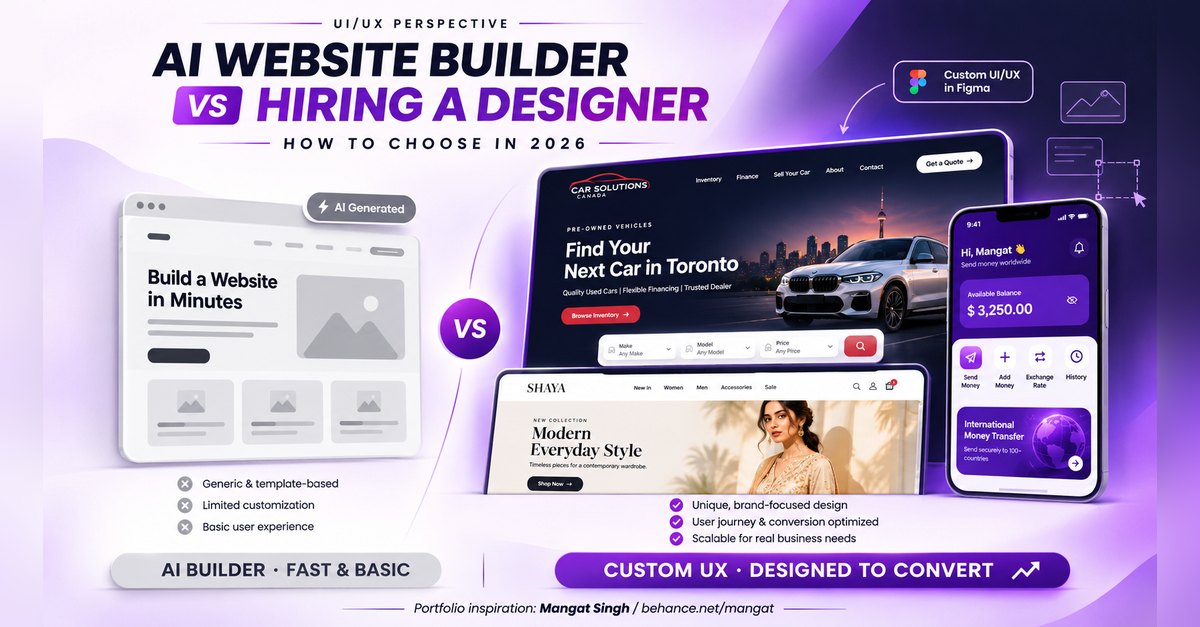 UI/UX PERSPECTIVE
AI WEBSITE BUILDER
VS HIRING A DESIGNER
HOW TO CHOOSE IN 2026
AI Generated
Build a Website
in Minutes
Generic & template-based
Limited customization
Basic user experience
AI BUILDER · FAST & BASIC
VS
Custom UI/UX
in Figma
CAR SOLUTIONS
CANADA
Inventory
Finance
Sell Your Car
About
Contact
Get a Quote →
PRE-OWNED VEHICLES
Find Your
Next Car in Toronto
Quality Used Cars | Flexible Financing | Trusted Dealer
Browse Inventory →
Make
Any Make
Model
Any Model
Price
Any Price
SHAYA
New in
Women
Men
Accessories
Sale
NEW COLLECTION
Modern
Everyday Style
Timeless pieces for a contemporary wardrobe.
Shop Now →
9:41
Hi, Mangat 👋
Send money worldwide
Available Balance
$ 3,250.00
Send
Money
Add
Money
Exchange
Rate
History
International
Money Transfer
Send securely to 100+
countries
Unique, brand-focused design
User journey & conversion optimized
Scalable for real business needs
CUSTOM UX · DESIGNED TO CONVERT
Portfolio inspiration: Mangat Singh / behance.net/mangat